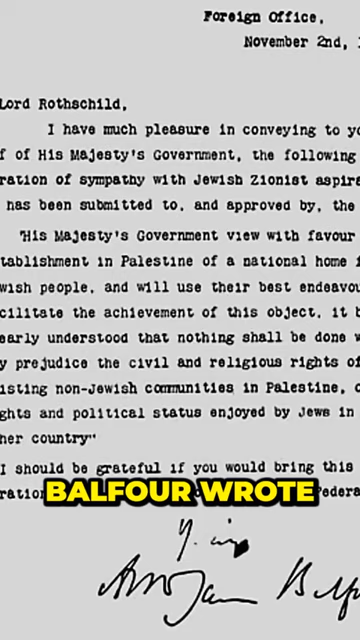 Foreign Office,
November 2nd, 1
Lord Rothschild,
I have much pleasure in conveying to yo
f of His Majesty's Government, the following
ration of sympathy with Jewish Zionist aspira
has been submitted to, and approved by, the
"His Majesty's Government view with favour
tablishment in Palestine of a national home f
wish people, and will use their best endeavou
cilitate the achievement of this object, it b
early understood that nothing shall be done w
y prejudice the civil and religious rights of
isting non-Jewish communities in Palestine, o
ghts and political status enjoyed by Jews in
her country"
I should be grateful if you would bring this
ration
BALFOUR WROTE